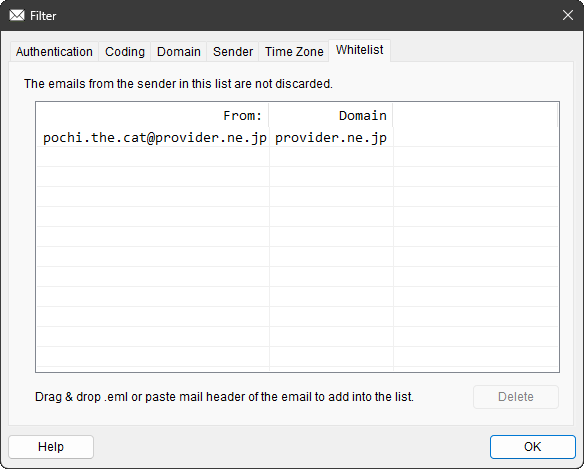 Filter
Authentication Coding Domain Sender Time Zone Whitelist
The emails from the sender in this list are not discarded.
From: Domain
pochi.the.cat@provider.ne.jp provider.ne.jp
Drag & drop .eml or paste mail header of the email to add into the list. Delete
Help OK